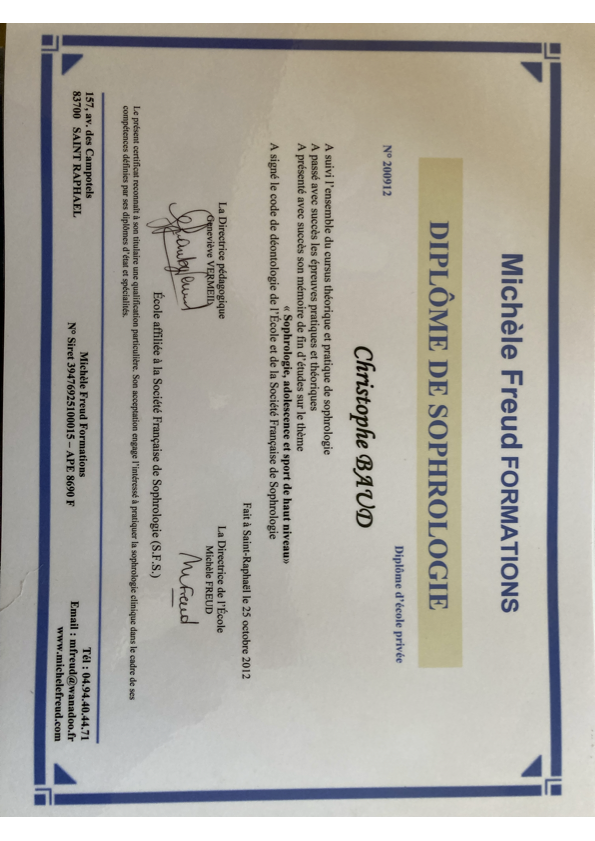 Michèle Freud FORMATIONS
DIPLÔME DE SOPHROLOGIE
Diplôme d'école privée
N° 200912
Christophe BAUD
A suivi l'ensemble du cursus théorique et pratique de sophrologie
A passé avec succès les épreuves pratiques et théoriques
A présenté avec succès son mémoire de fin d'études sur le thème
« Sophrologie, adolescence et sport de haut niveau»
A signé le code de déontologie de l'École et de la Société Française de Sophrologie
Fait à Saint-Raphaël le 25 octobre 2012
La Directrice pédagogique
Geneviève VERMEIL
La Directrice de l'École
Michèle FREUD
MFreud
École affiliée à la Société Française de Sophrologie (S.F.S.)
Le présent certificat reconnaît à son titulaire une qualification particulière. Son acceptation engage l'intéressé à pratiquer la sophrologie clinique dans le cadre de ses
compétences définies par ses diplômes d'état et spécialités.
157, av. des Campotels
83700 SAINT RAPHAEL
Michèle Freud Formations
N° Siret 39476925100015 – APE 8690 F
Tél : 04.94.40.44.71
Email : mfreud@wanadoo.fr
www.michelefreud.com